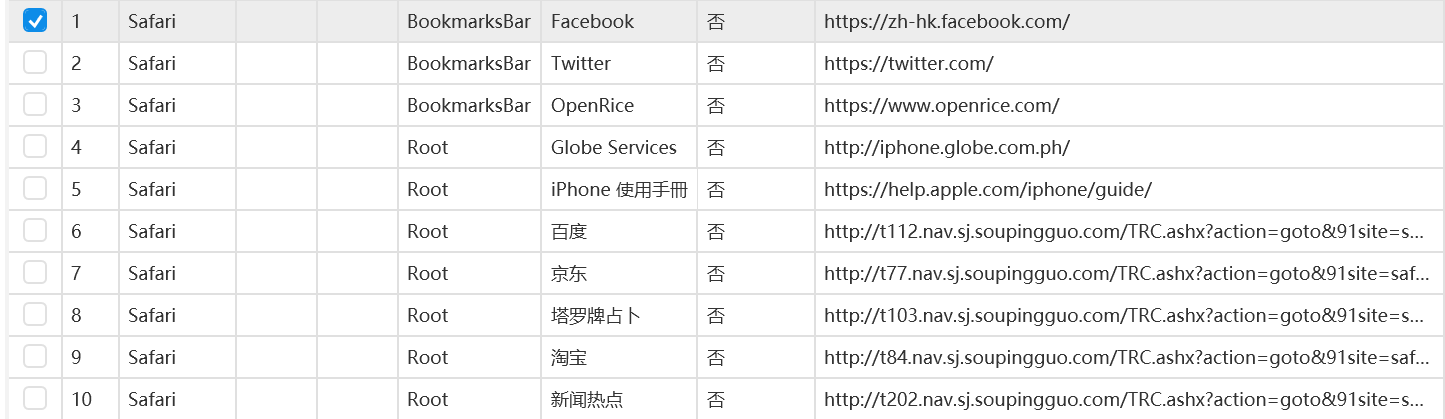 1 Safari BookmarksBar Facebook 否 https://zh-hk.facebook.com/
2 Safari BookmarksBar Twitter 否 https://twitter.com/
3 Safari BookmarksBar OpenRice 否 https://www.openrice.com/
4 Safari Root Globe Services 否 http://iphone.globe.com.ph/
5 Safari Root iPhone 使用手冊 否 https://help.apple.com/iphone/guide/
6 Safari Root 百度 否 http://t112.nav.sj.soupingguo.com/TRC.ashx?action=goto&91site=s...
7 Safari Root 京东 否 http://t77.nav.sj.soupingguo.com/TRC.ashx?action=goto&91site=saf...
8 Safari Root 塔罗牌占卜 否 http://t103.nav.sj.soupingguo.com/TRC.ashx?action=goto&91site=s...
9 Safari Root 淘宝 否 http://t84.nav.sj.soupingguo.com/TRC.ashx?action=goto&91site=saf...
10 Safari Root 新闻热点 否 http://t202.nav.sj.soupingguo.com/TRC.ashx?action=goto&91site=s...